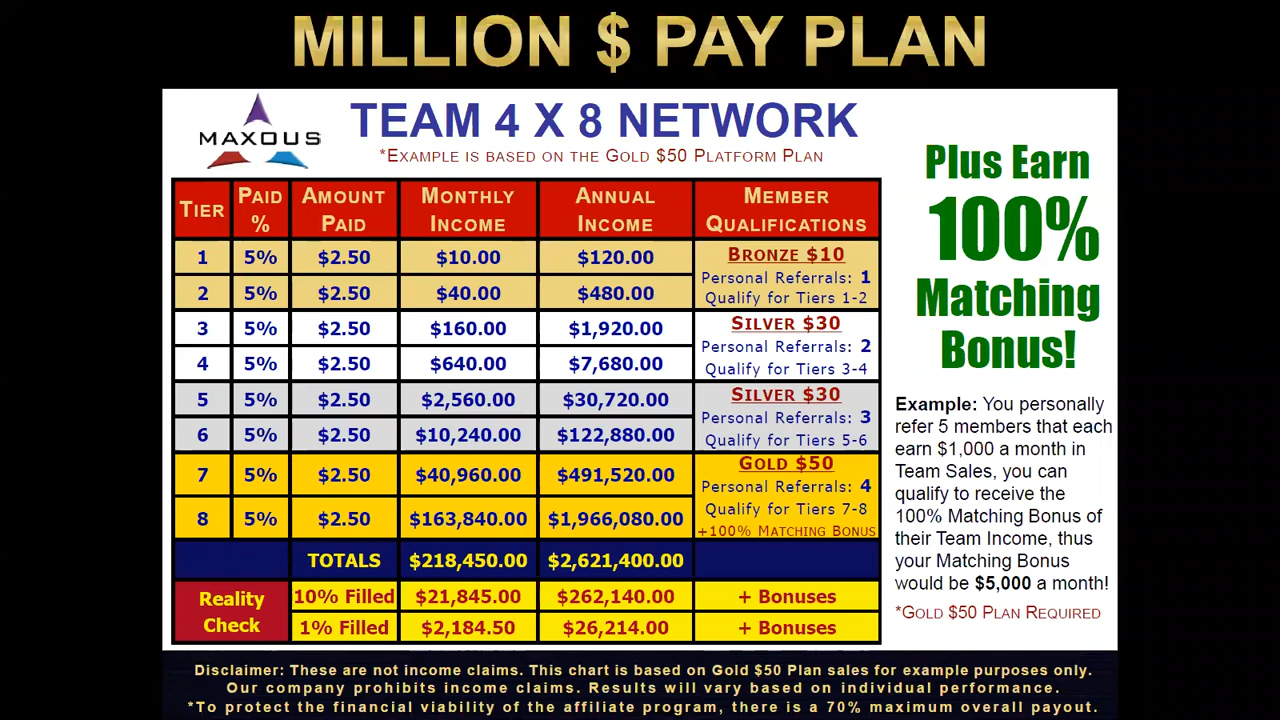 MILLION $ PAY PLAN
MAXOUS
TEAM 4 X 8 NETWORK
*EXAMPLE IS BASED ON THE GOLD $50 PLATFORM PLAN
TIER PAID % AMOUNT PAID MONTHLY INCOME ANNUAL INCOME MEMBER QUALIFICATIONS
1 5% $2.50 $10.00 $120.00 BRONZE $10
Personal Referrals: 1
2 5% $2.50 $40.00 $480.00 Qualify for Tiers 1-2
3 5% $2.50 $160.00 $1,920.00 SILVER $30
Personal Referrals: 2
4 5% $2.50 $640.00 $7,680.00 Qualify for Tiers 3-4
5 5% $2.50 $2,560.00 $30,720.00 SILVER $30
Personal Referrals: 3
6 5% $2.50 $10,240.00 $122,880.00 Qualify for Tiers 5-6
7 5% $2.50 $40,960.00 $491,520.00 GOLD $50
Personal Referrals: 4
8 5% $2.50 $163,840.00 $1,966,080.00 Qualify for Tiers 7-8
+100% MATCHING BONUS
TOTALS $218,450.00 $2,621,400.00
Reality Check
10% Filled $21,845.00 $262,140.00 + Bonuses
1% Filled $2,184.50 $26,214.00 + Bonuses
Plus Earn
100%
Matching
Bonus!
Example: You personally
refer 5 members that each
earn $1,000 a month in
Team Sales, you can
qualify to receive the
100% Matching Bonus of
their Team Income, thus
your Matching Bonus
would be $5,000 a month!
*GOLD $50 PLAN REQUIRED
Disclaimer: These are not income claims. This chart is based on Gold $50 Plan sales for example purposes only.
Our company prohibits income claims. Results will vary based on individual performance.
*To protect the financial viability of the affiliate program, there is a 70% maximum overall payout.